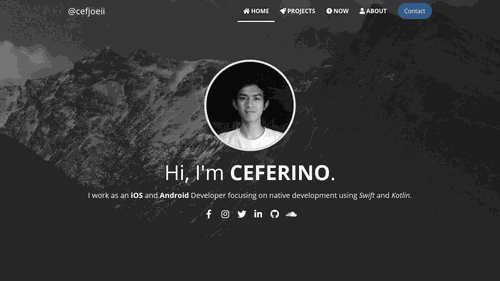 @cefjoeii
HOME PROJECTS NOW ABOUT Contact
Hi, I'm CEFERINO.
I work as an iOS and Android Developer focusing on native development using Swift and Kotlin.